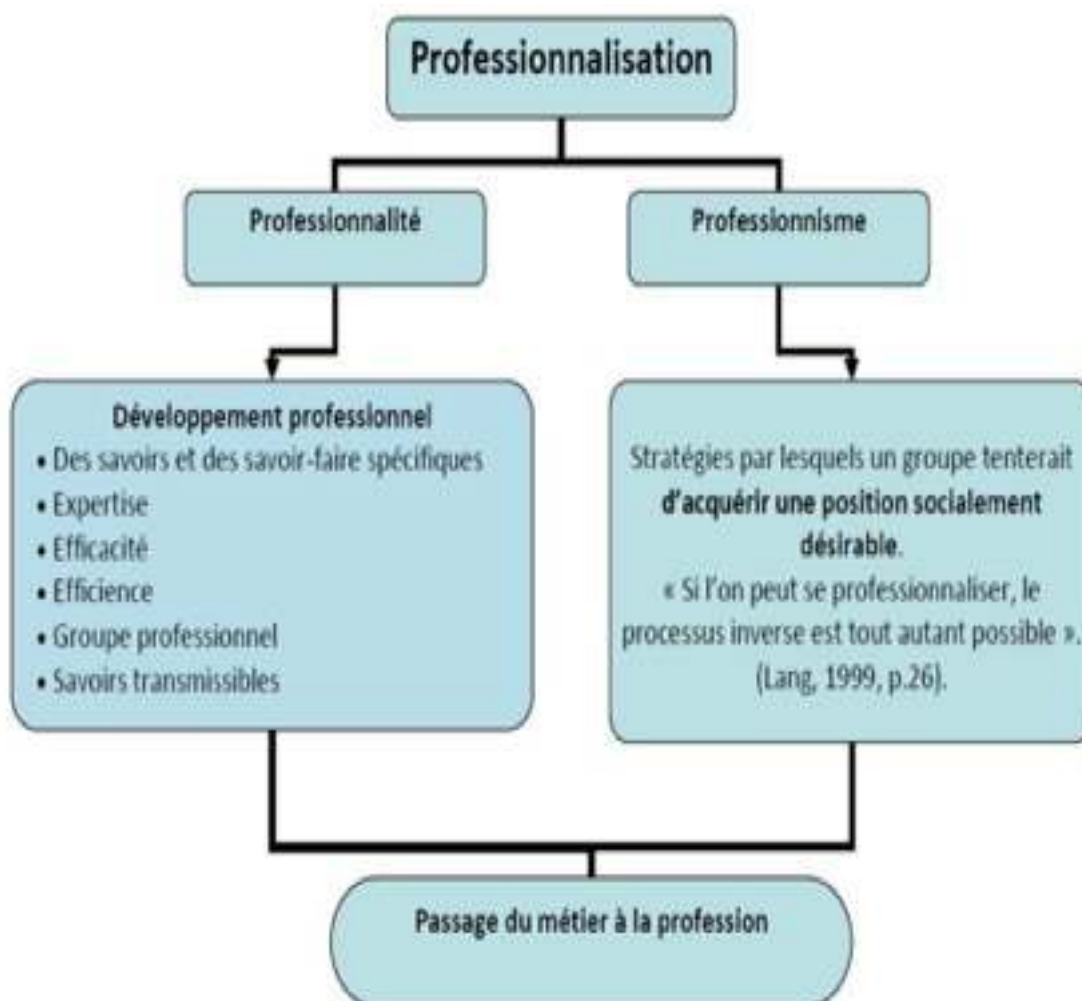 Professionnalisation
Professionnalité
Professionnisme
Développement professionnel
• Des savoirs et des savoir-faire spécifiques
• Expertise
• Efficacité
• Efficience
• Groupe professionnel
• Savoirs transmissibles
Stratégies par lesquels un groupe tenterait
d'acquérir une position socialement
désirable.
« Si l'on peut se professionnaliser, le
processus inverse est tout autant possible ».
(Lang, 1999, p.26).
Passage du métier à la profession